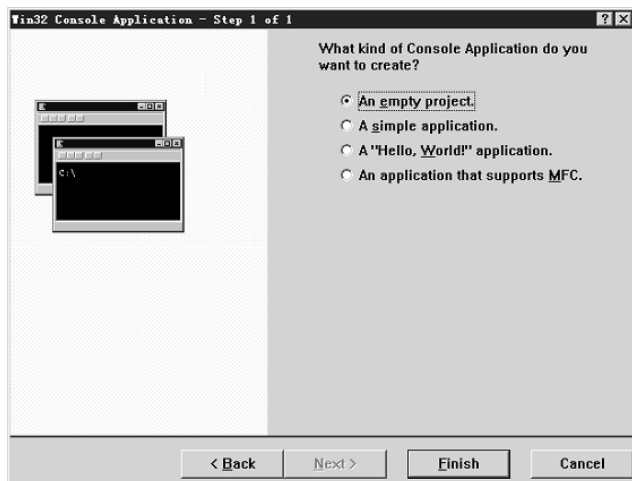 Win32 Console Application - Step 1 of 1
What kind of Console Application do you
want to create?
An empty project.
A simple application.
A "Hello, World!" application.
An application that supports MFC.
C:\
< Back
Next >
Finish
Cancel